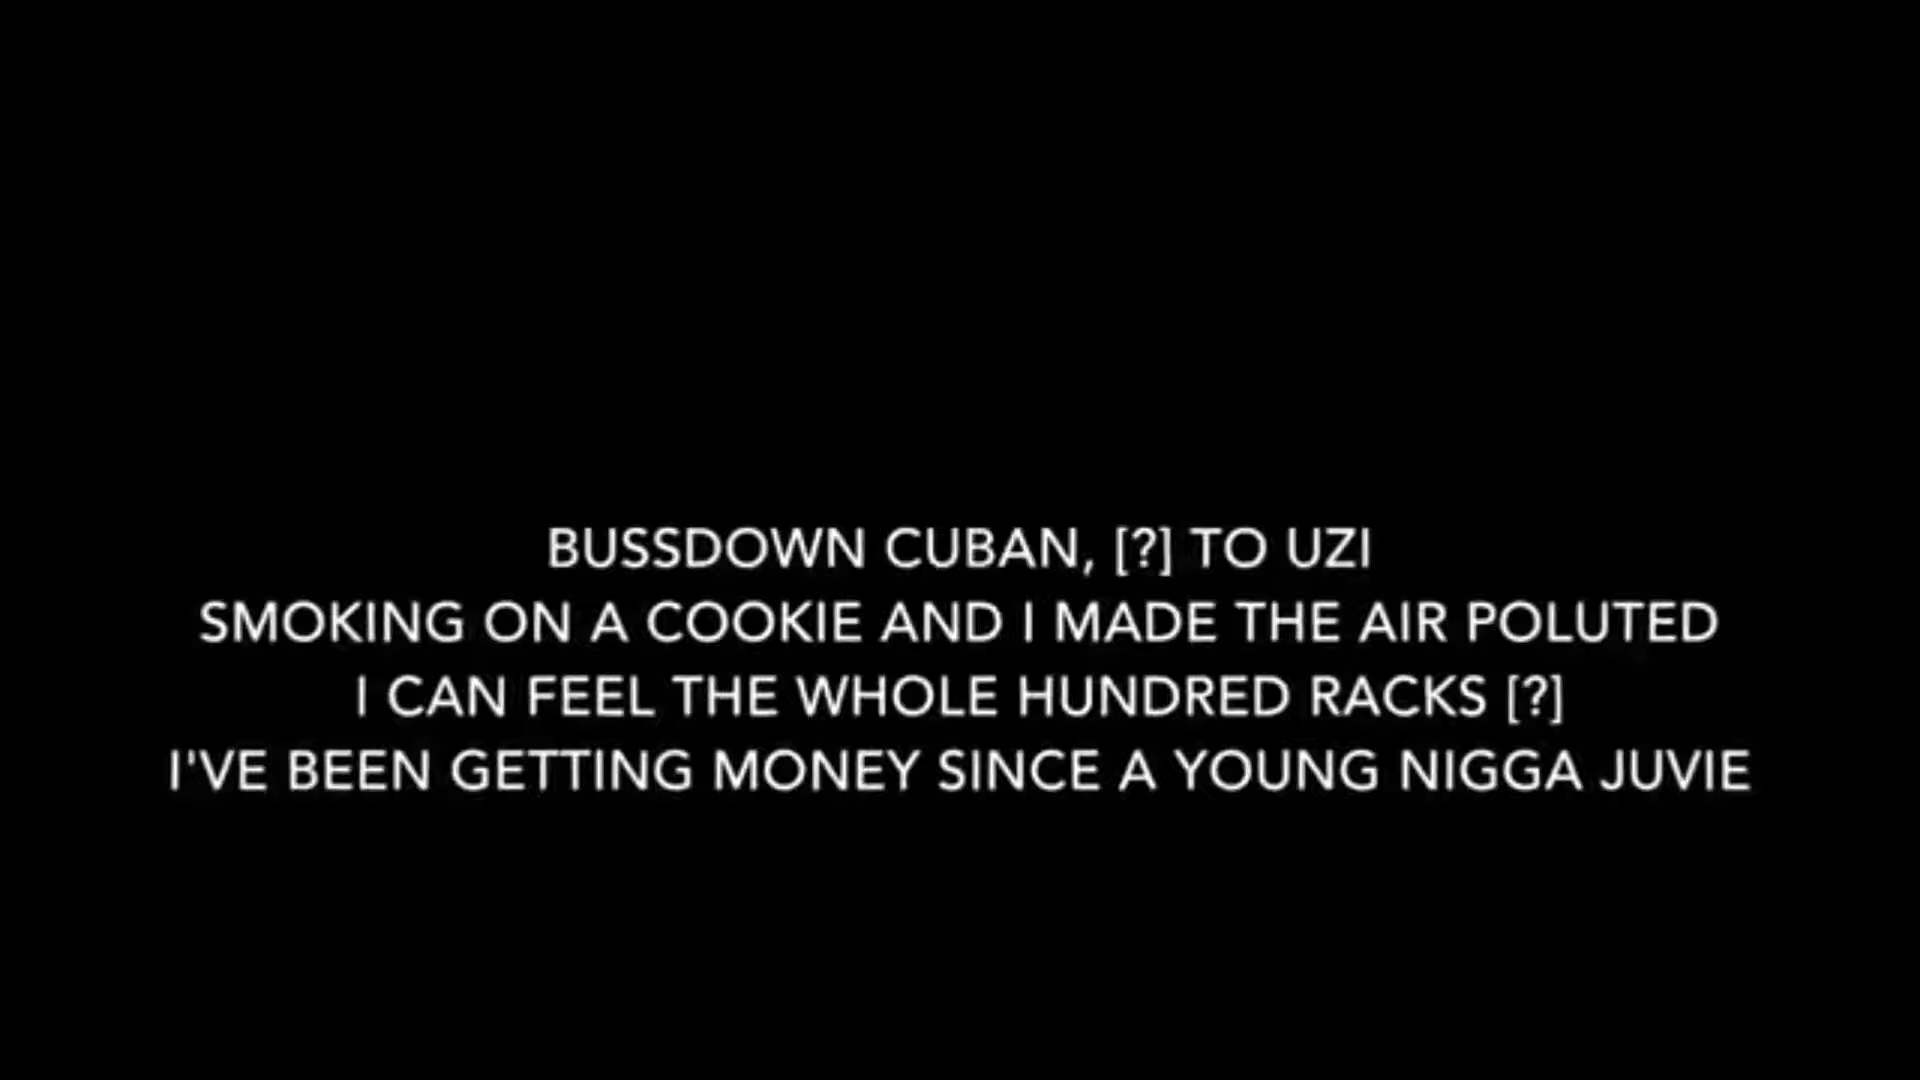 BUSSDOWN CUBAN, [?] TO UZI
SMOKING ON A COOKIE AND I MADE THE AIR POLUTED
I CAN FEEL THE WHOLE HUNDRED RACKS [?]
I'VE BEEN GETTING MONEY SINCE A YOUNG NIGGA JUVIE